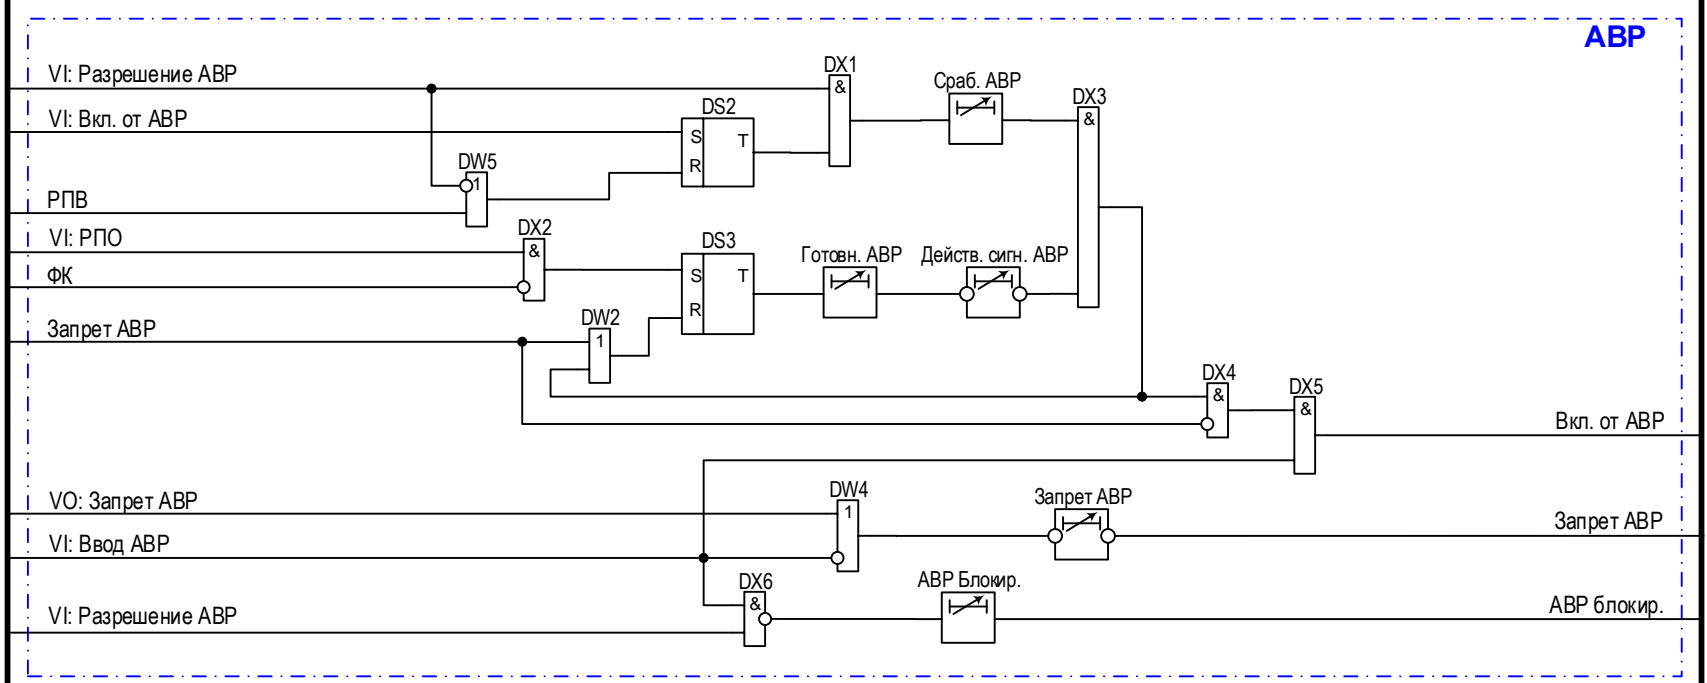 АВР
VI: Разрешение АВР
DX1
&
Сраб. АВР
DX3
&
VI: Вкл. от АВР
DS2
S T
R
DW5
1
РПВ
VI: РПО
DX2
&
ФК
DS3
S T
R
Готовн. АВР
Действ. сигн. АВР
Запрет АВР
DW2
1
DX4
&
DX5
&
Вкл. от АВР
VO: Запрет АВР
DW4
1
Запрет АВР
Запрет АВР
VI: Ввод АВР
DX6
&
АВР Блокир.
АВР блокир.
VI: Разрешение АВР